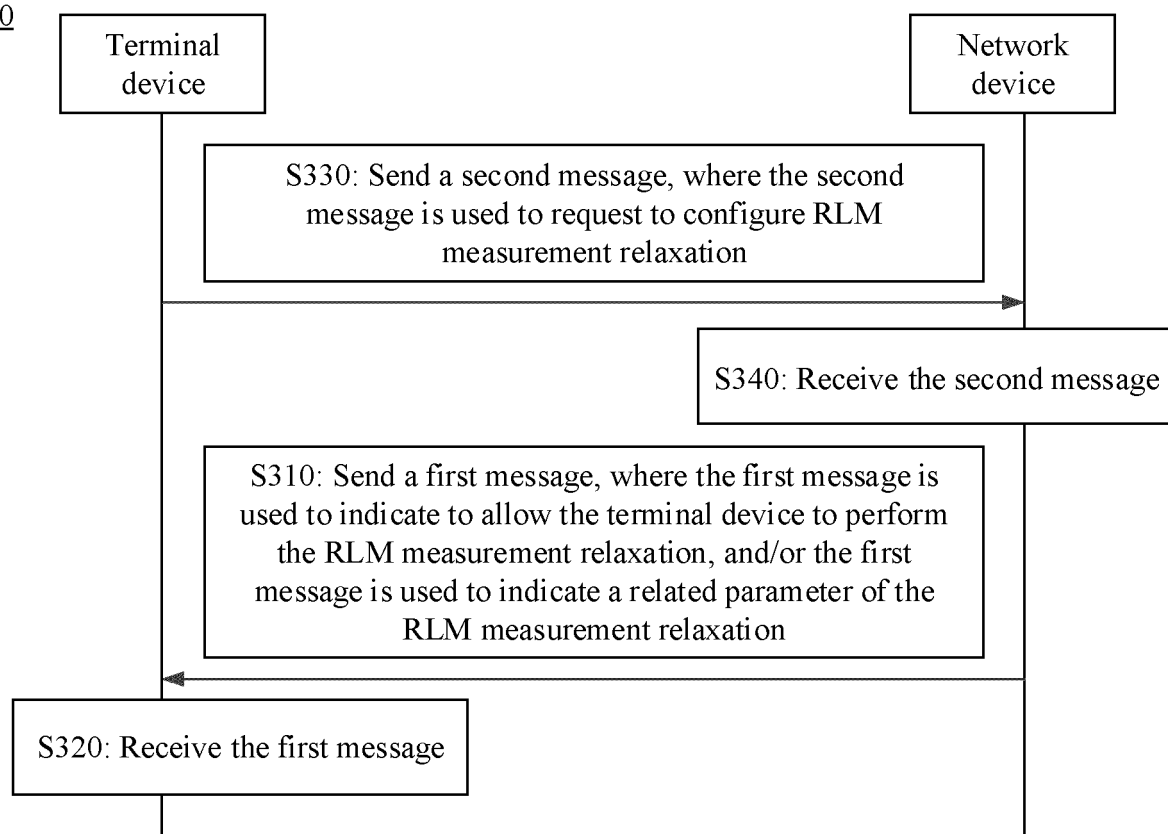 0
Terminal
device
Network
device
S330: Send a second message, where the second
message is used to request to configure RLM
measurement relaxation
S340: Receive the second message
S310: Send a first message, where the first message is
used to indicate to allow the terminal device to perform
the RLM measurement relaxation, and/or the first
message is used to indicate a related parameter of the
RLM measurement relaxation
S320: Receive the first message